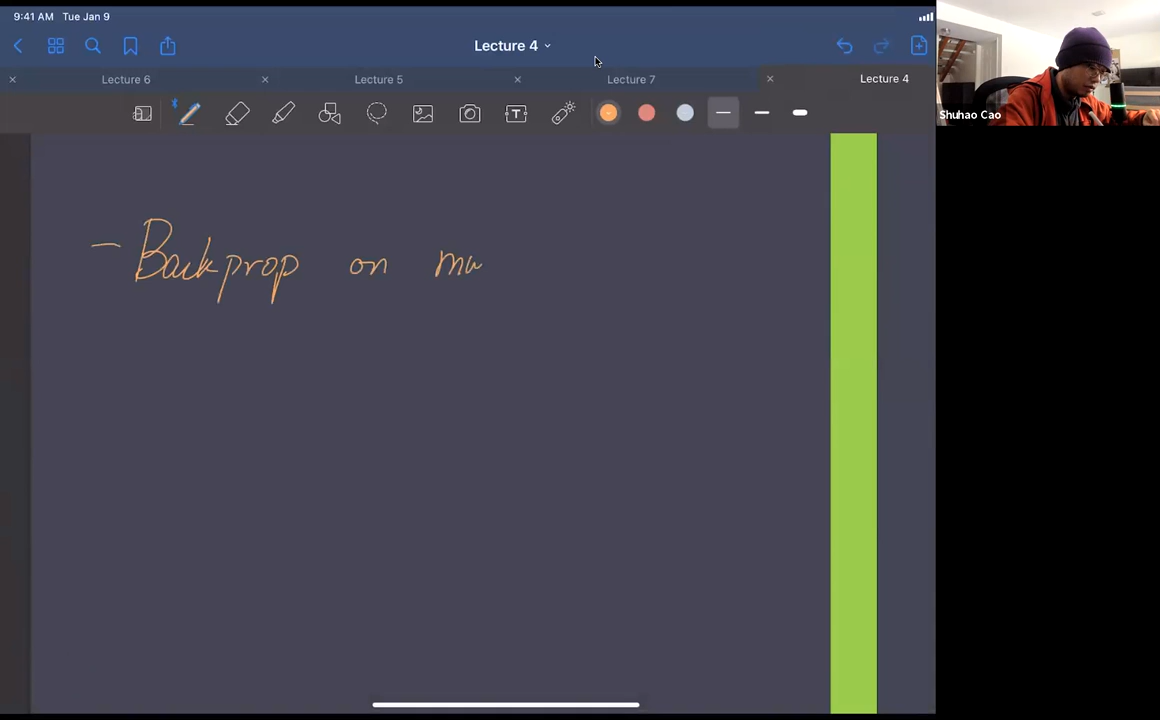 9:41 AM Tue Jan 9
Lecture 4
Lecture 6
Lecture 5
Lecture 7
Lecture 4
T
Shuhao Cao
- Backprop on mu